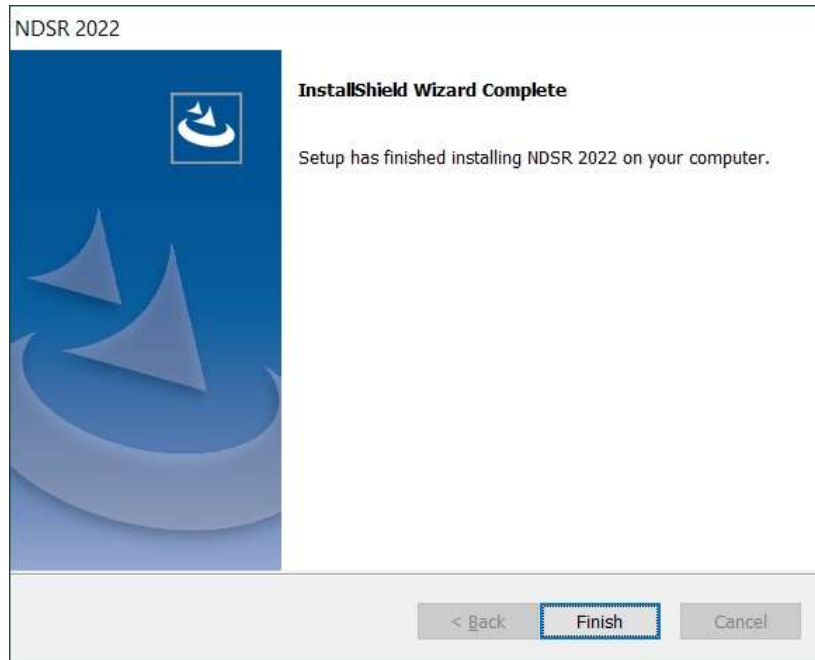 NDSR 2022
InstallShield Wizard Complete
Setup has finished installing NDSR 2022 on your computer.
< Back
Finish
Cancel